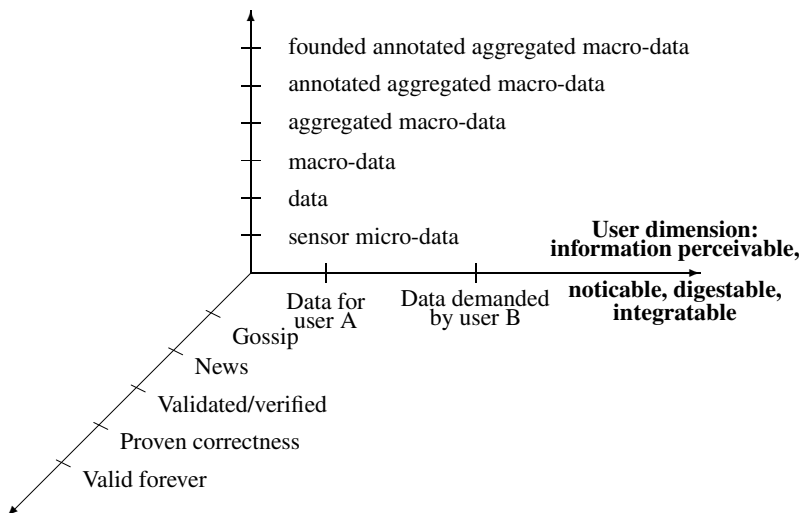 founded annotated aggregated macro-data
annotated aggregated macro-data
aggregated macro-data
macro-data
data
sensor micro-data
User dimension:
information perceivable,
noticable, digestable,
integratable
Data for
user A
Data demanded
by user B
Gossip
News
Validated/verified
Proven correctness
Valid forever